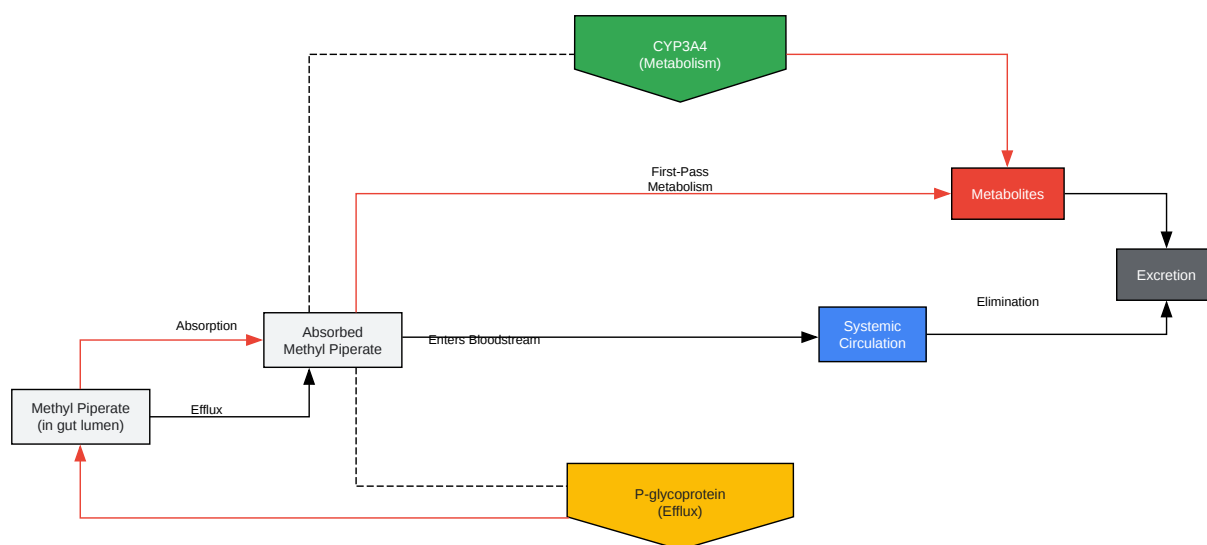 CYP3A4
(Metabolism)
First-Pass
Metabolism
Metabolites
Excretion
Elimination
Systemic
Circulation
Absorption
Absorbed
Methyl Piperate
Enters Bloodstream
Methyl Piperate
(in gut lumen)
Efflux
P-glycoprotein
(Efflux)